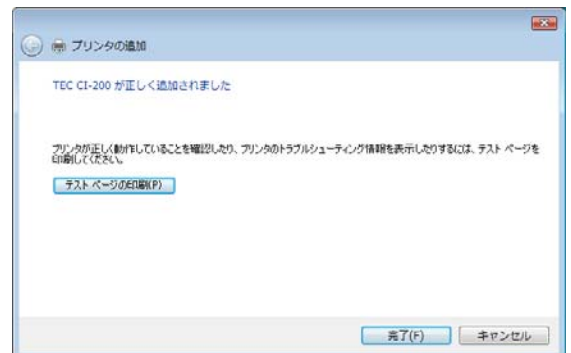 プリンタの追加
TEC CI-200 が正しく追加されました
プリンタが正しく動作していることを確認したり、プリンタのトラブルシューティング情報を表示したりするには、テスト ページを
印刷してください。
テスト ページの印刷(P)
完了(F)
キャンセル